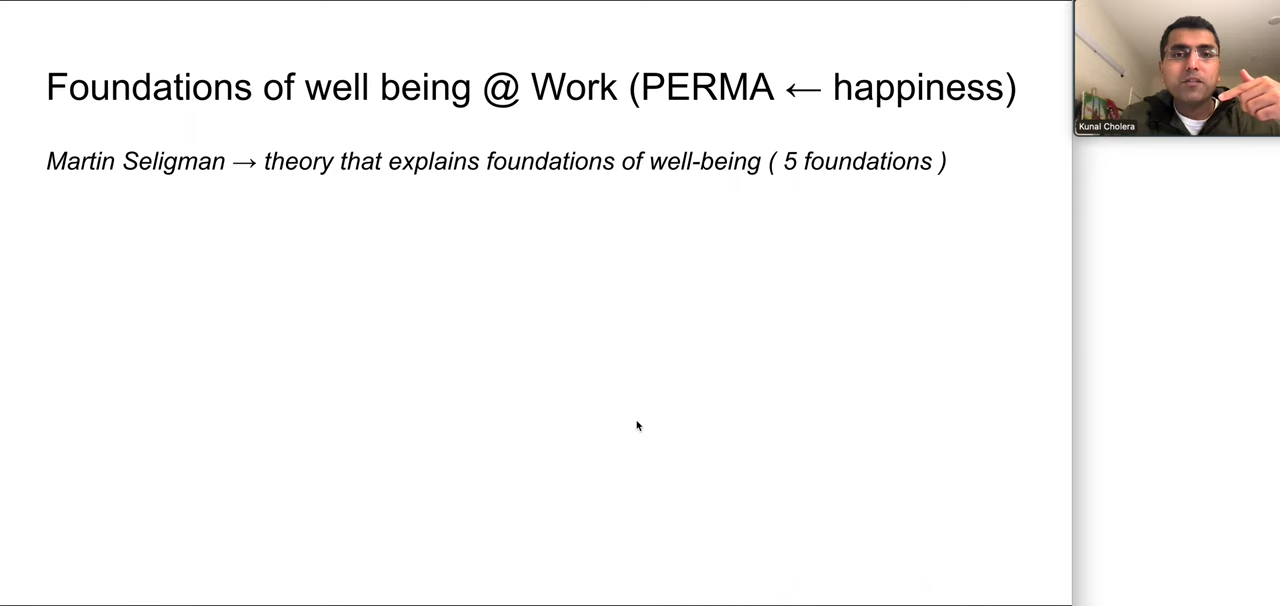 Foundations of well being @ Work (PERMA ← happiness)
Martin Seligman → theory that explains foundations of well-being ( 5 foundations )
Kunal Cholera